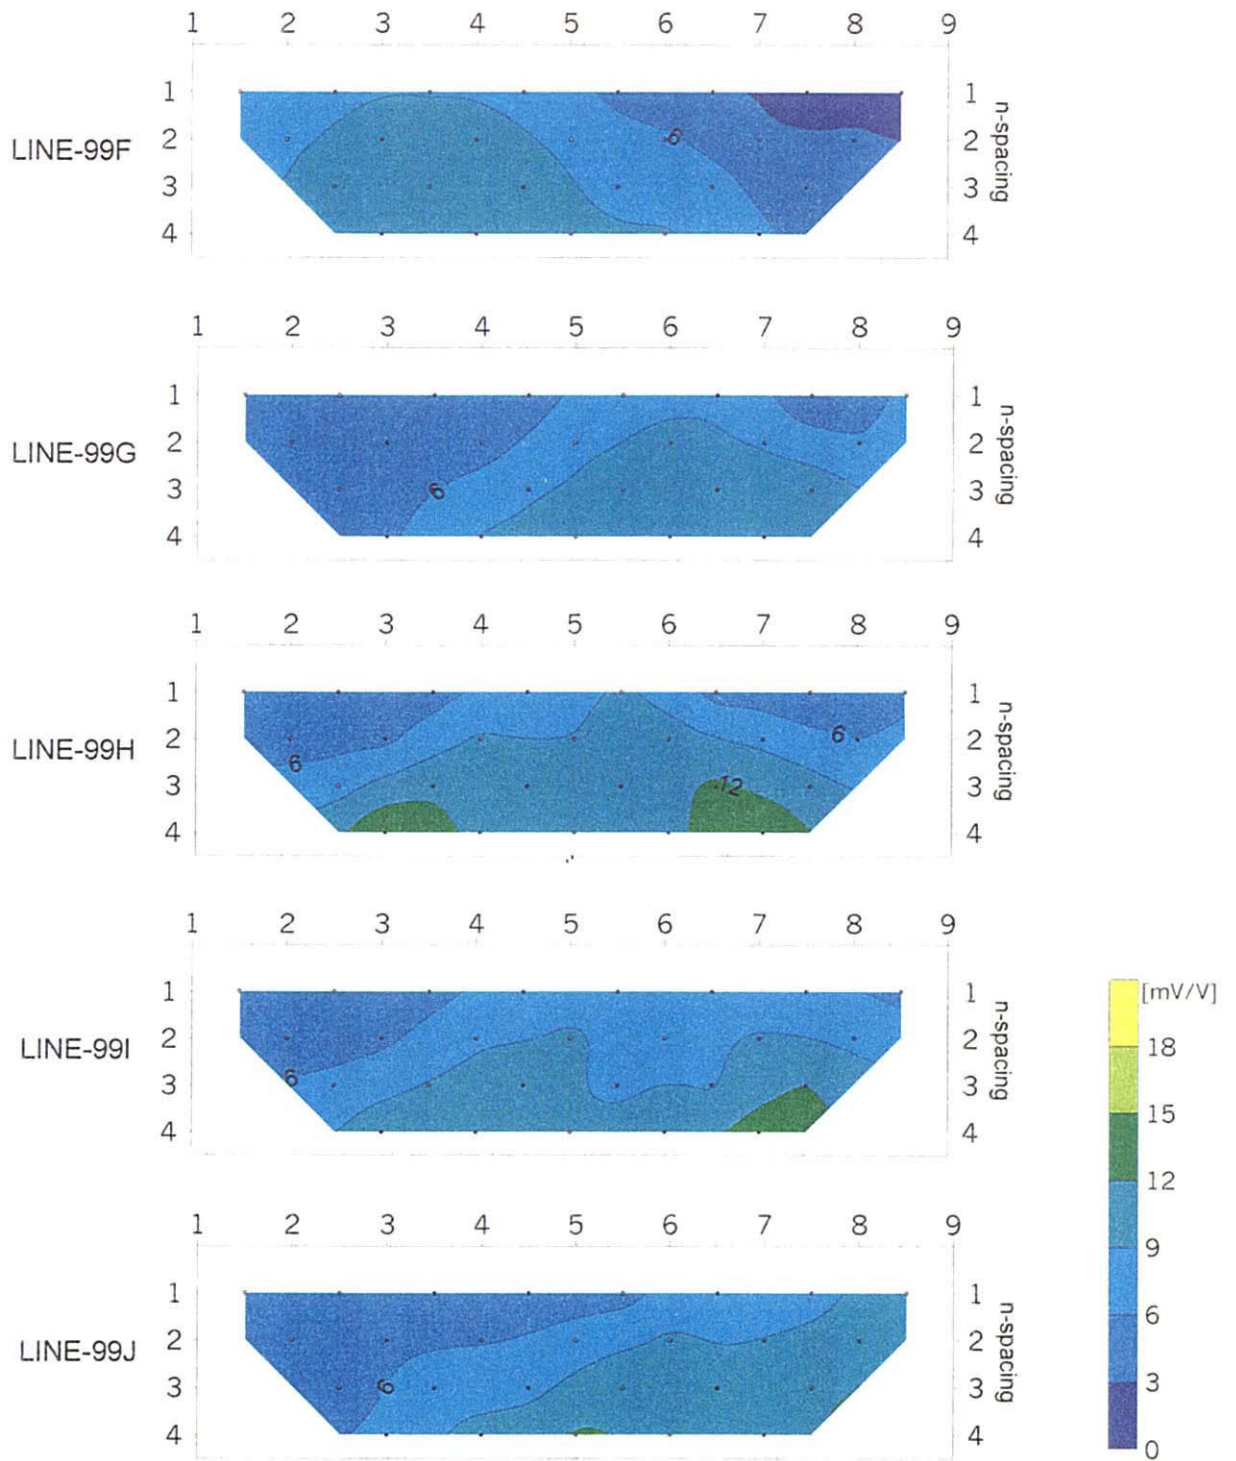 1 2 3 4 5 6 7 8 9
1 1
2 6 2
LINE-99F
n-spacing
3 3
4 4
1 2 3 4 5 6 7 8 9
1 1
2 2
LINE-99G
n-spacing
3 6 3
4 4
1 2 3 4 5 6 7 8 9
1 1
2 6 2
LINE-99H
6
n-spacing
3 12 3
4 4
1 2 3 4 5 6 7 8 9
1 1
2 2
LINE-99I
n-spacing
3 6 3
4 4
[mV/V]
18
15
12
9
6
3
0
1 2 3 4 5 6 7 8 9
1 1
2 2
LINE-99J
n-spacing
3 6 3
4 4